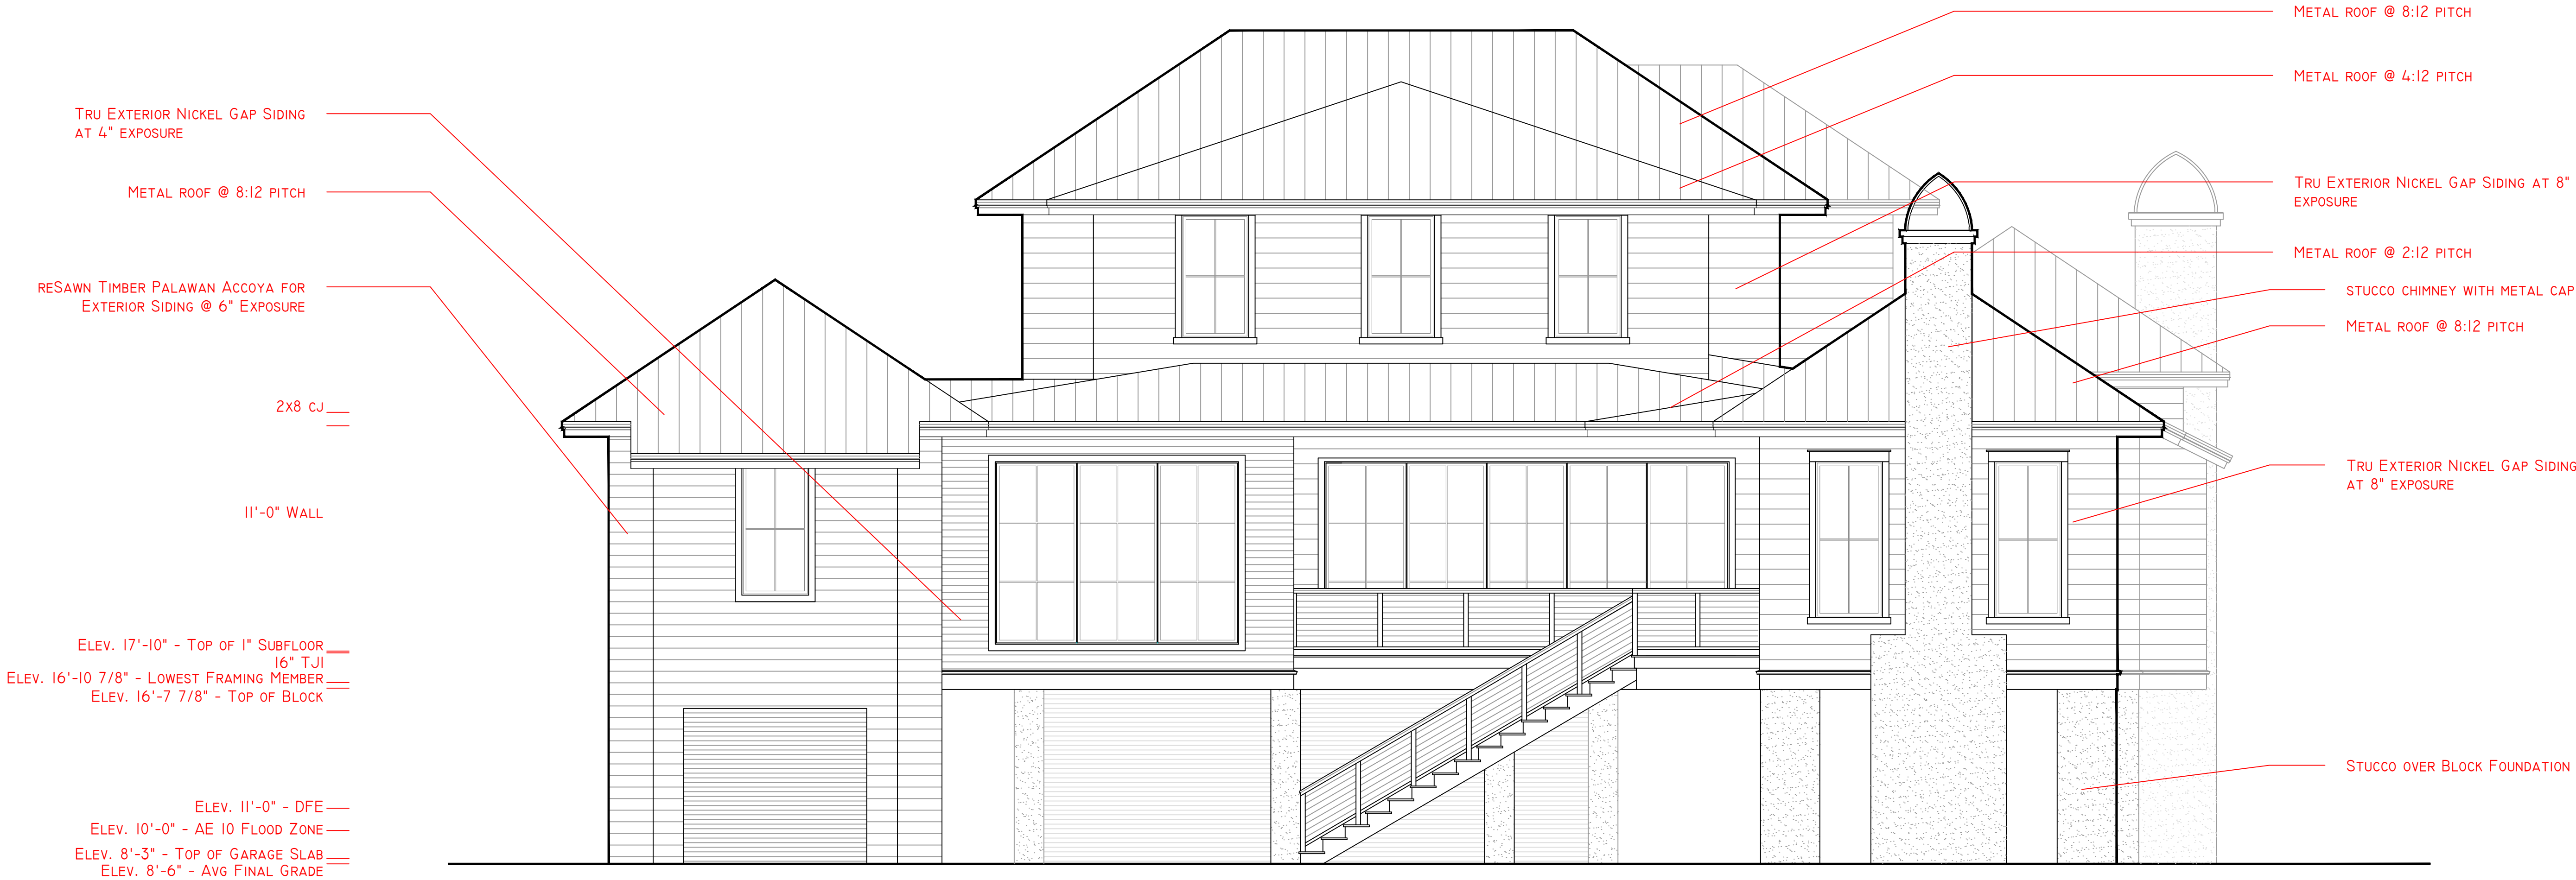 Tru Exterior Nickel Gap Siding
at 4" exposure
Metal roof @ 8:12 pitch
reSawn Timber Palawan Accoya for
Exterior Siding @ 6" Exposure
2x8 cj
11'-0" Wall
Elev. 17'-10" - Top of 1" Subfloor
16" TJI
Elev. 16'-10 7/8" - Lowest Framing Member
Elev. 16'-7 7/8" - Top of Block
Elev. 11'-0" - DFE
Elev. 10'-0" - AE 10 Flood Zone
Elev. 8'-3" - Top of Garage Slab
Elev. 8'-6" - Avg Final Grade
Metal roof @ 8:12 pitch
Metal roof @ 4:12 pitch
Tru Exterior Nickel Gap Siding at 8"
exposure
Metal roof @ 2:12 pitch
stucco chimney with metal cap
Metal roof @ 8:12 pitch
Tru Exterior Nickel Gap Siding
at 8" exposure
Stucco over Block Foundation